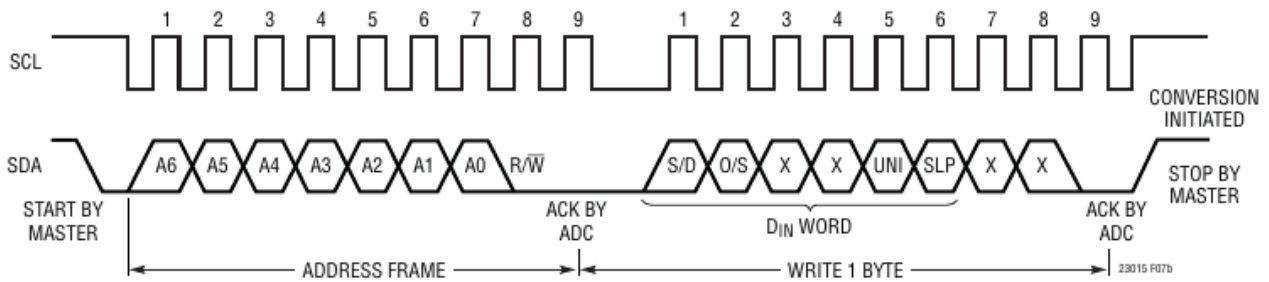 1 2 3 4 5 6 7 8 9 1 2 3 4 5 6 7 8 9
SCL
CONVERSION
INITIATED
SDA A6 A5 A4 A3 A2 A1 A0 R/W̅ S/D O/S X X UNI SLP X X
STOP BY
MASTER
START BY
MASTER
ACK BY
ADC
DIN WORD
ACK BY
ADC
ADDRESS FRAME
WRITE 1 BYTE
23015 F07b